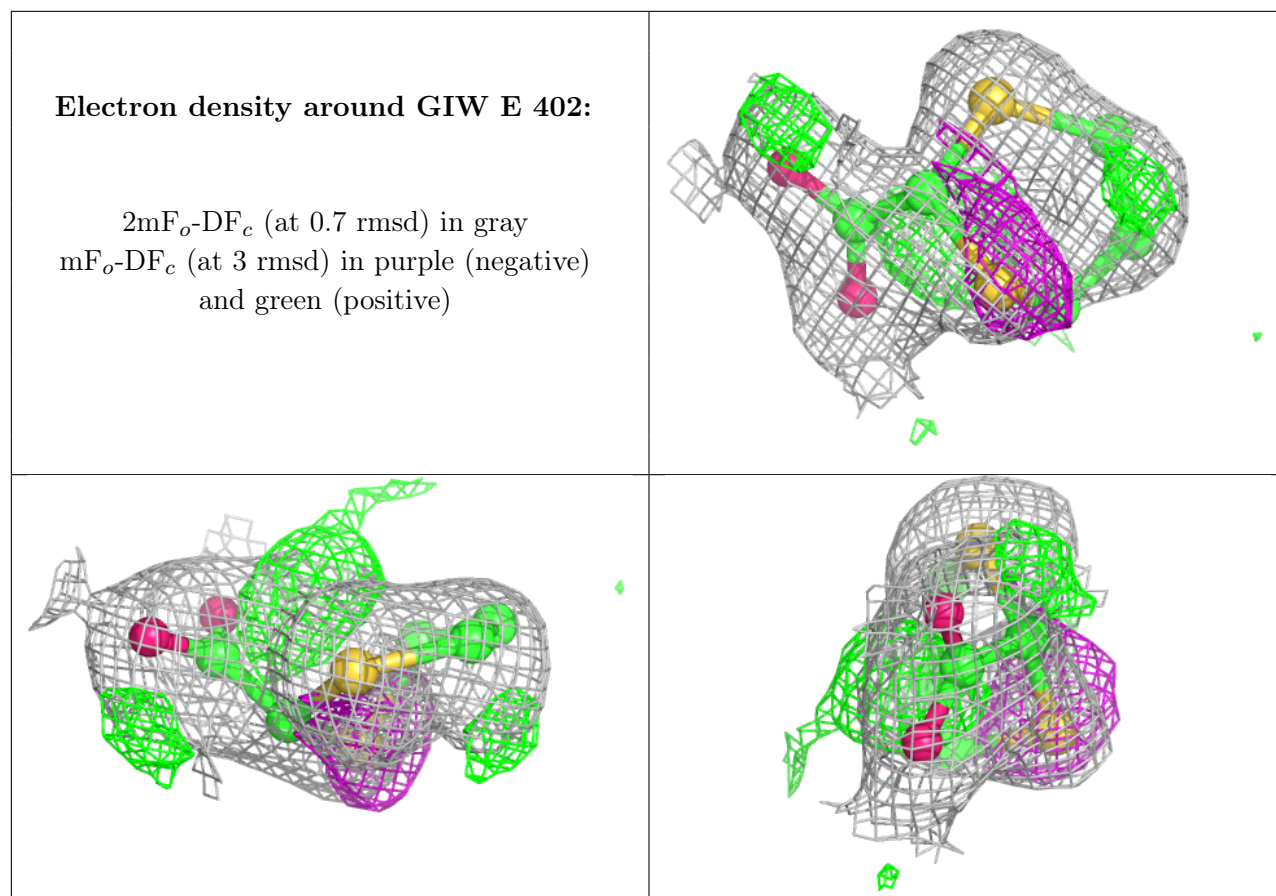 Electron density around GIW E 402:
2mFₒ-DF𝒸 (at 0.7 rmsd) in gray
mFₒ-DF𝒸 (at 3 rmsd) in purple (negative)
and green (positive)